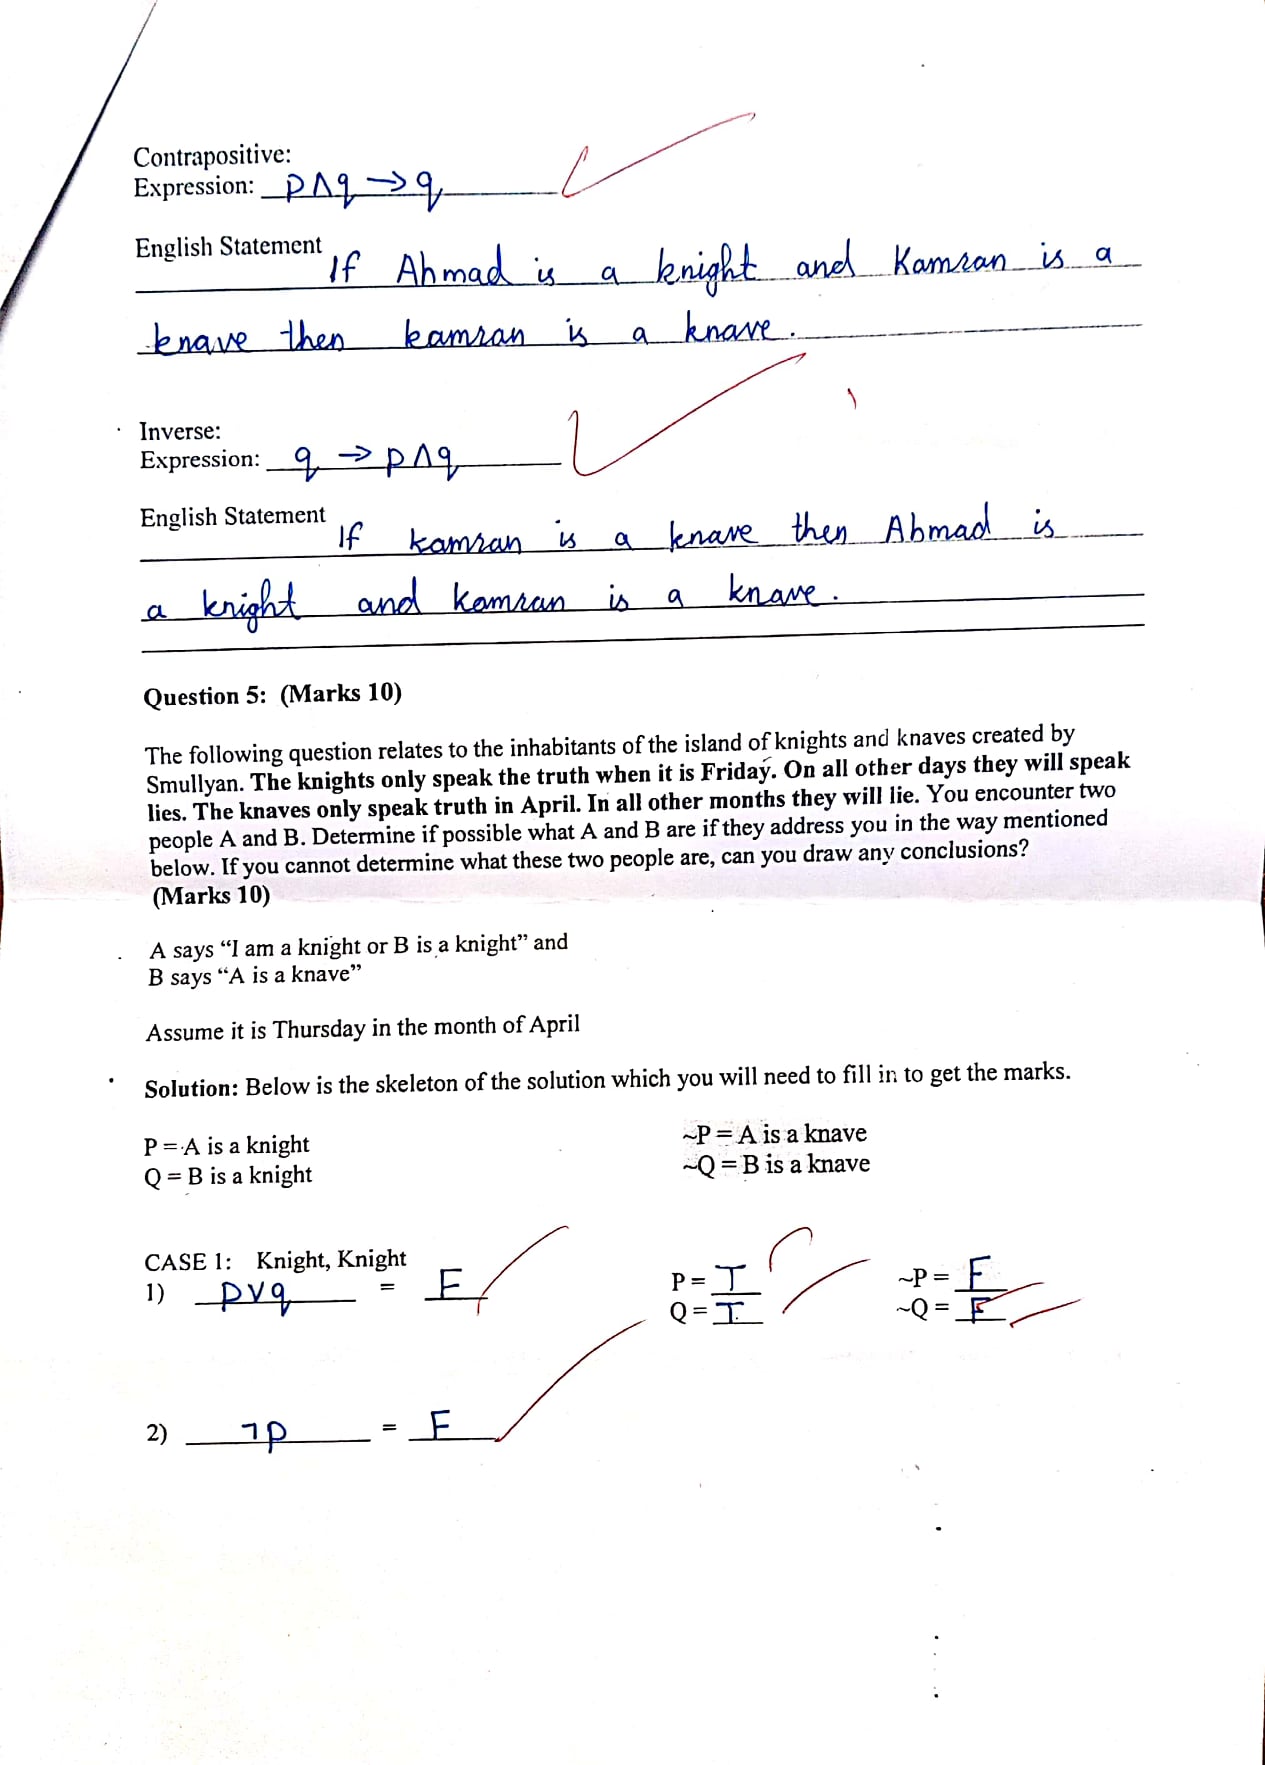 Contrapositive:
Expression: p∧q → q
English Statement If Ahmad is a knight and Kamran is a
knave then kamran is a knave.
Inverse:
Expression: q → p∧q
English Statement If kamran is a knave then Ahmad is
a knight and Kamran is a knave.
Question 5: (Marks 10)
The following question relates to the inhabitants of the island of knights and knaves created by
Smullyan. The knights only speak the truth when it is Friday. On all other days they will speak
lies. The knaves only speak truth in April. In all other months they will lie. You encounter two
people A and B. Determine if possible what A and B are if they address you in the way mentioned
below. If you cannot determine what these two people are, can you draw any conclusions?
(Marks 10)
A says “I am a knight or B is a knight” and
B says “A is a knave”
Assume it is Thursday in the month of April
Solution: Below is the skeleton of the solution which you will need to fill in to get the marks.
P = A is a knight ~P = A is a knave
Q = B is a knight ~Q = B is a knave
CASE 1: Knight, Knight
1) p∨q = F P = T ~P = F
Q = T ~Q = F
2) ¬p = F